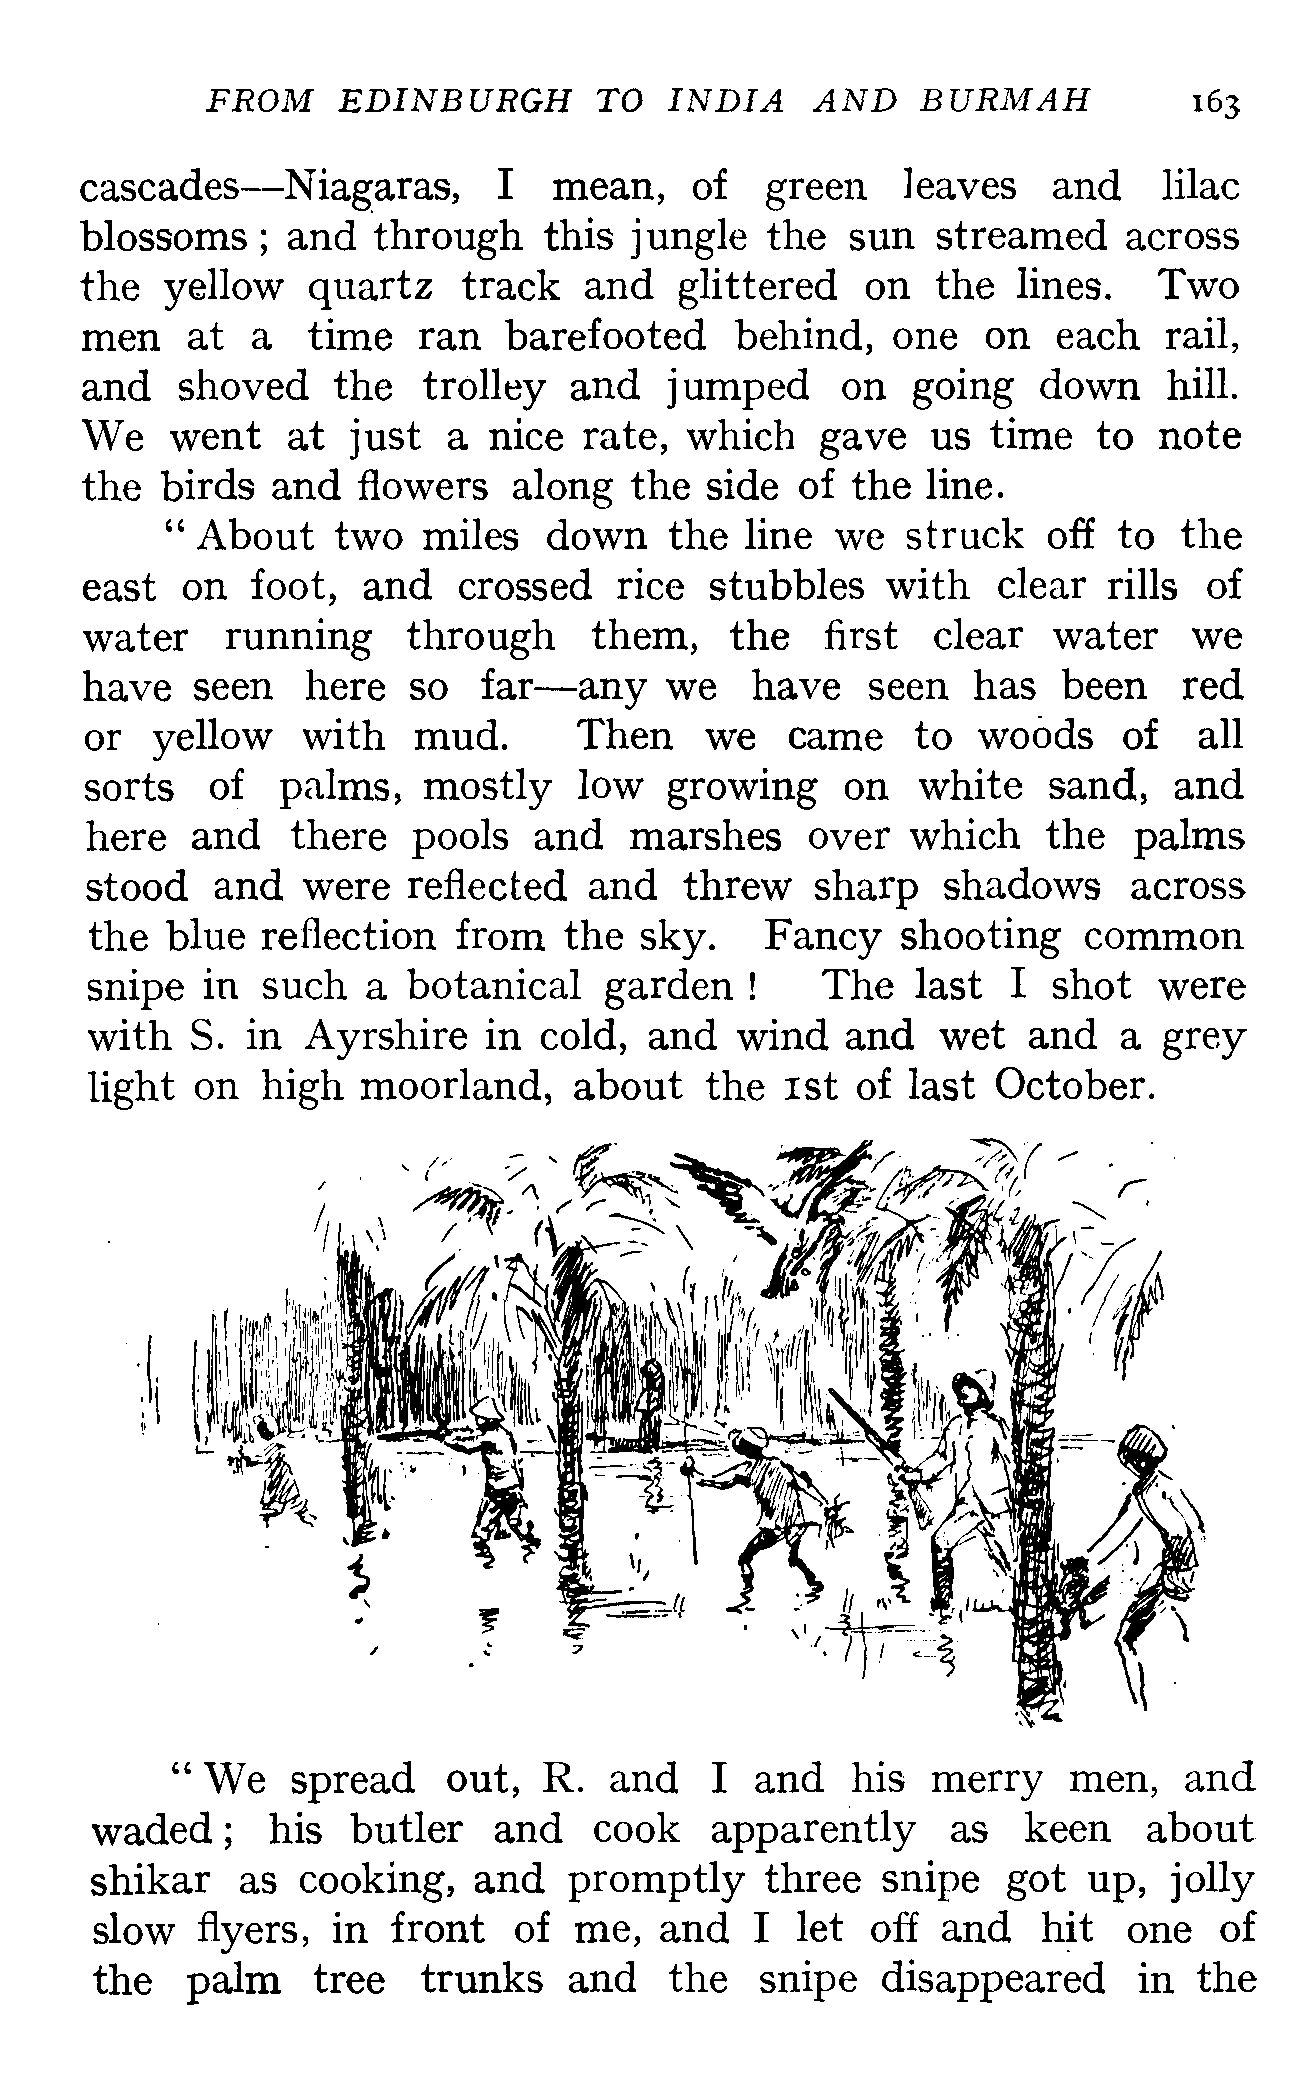 FROM EDINBURGH TO INDIA AND BURMAH 163
cascades—Niagaras, I mean, of green leaves and lilac
blossoms; and through this jungle the sun streamed across
the yellow quartz track and glittered on the lines. Two
men at a time ran barefooted behind, one on each rail,
and shoved the trolley and jumped on going down hill.
We went at just a nice rate, which gave us time to note
the birds and flowers along the side of the line.
“About two miles down the line we struck off to the
east on foot, and crossed rice stubbles with clear rills of
water running through them, the first clear water we
have seen here so far—any we have seen has been red
or yellow with mud. Then we came to woods of all
sorts of palms, mostly low growing on white sand, and
here and there pools and marshes over which the palms
stood and were reflected and threw sharp shadows across
the blue reflection from the sky. Fancy shooting common
snipe in such a botanical garden! The last I shot were
with S. in Ayrshire in cold, and wind and wet and a grey
light on high moorland, about the 1st of last October.
“We spread out, R. and I and his merry men, and
waded; his butler and cook apparently as keen about
shikar as cooking, and promptly three snipe got up, jolly
slow flyers, in front of me, and I let off and hit one of
the palm tree trunks and the snipe disappeared in the